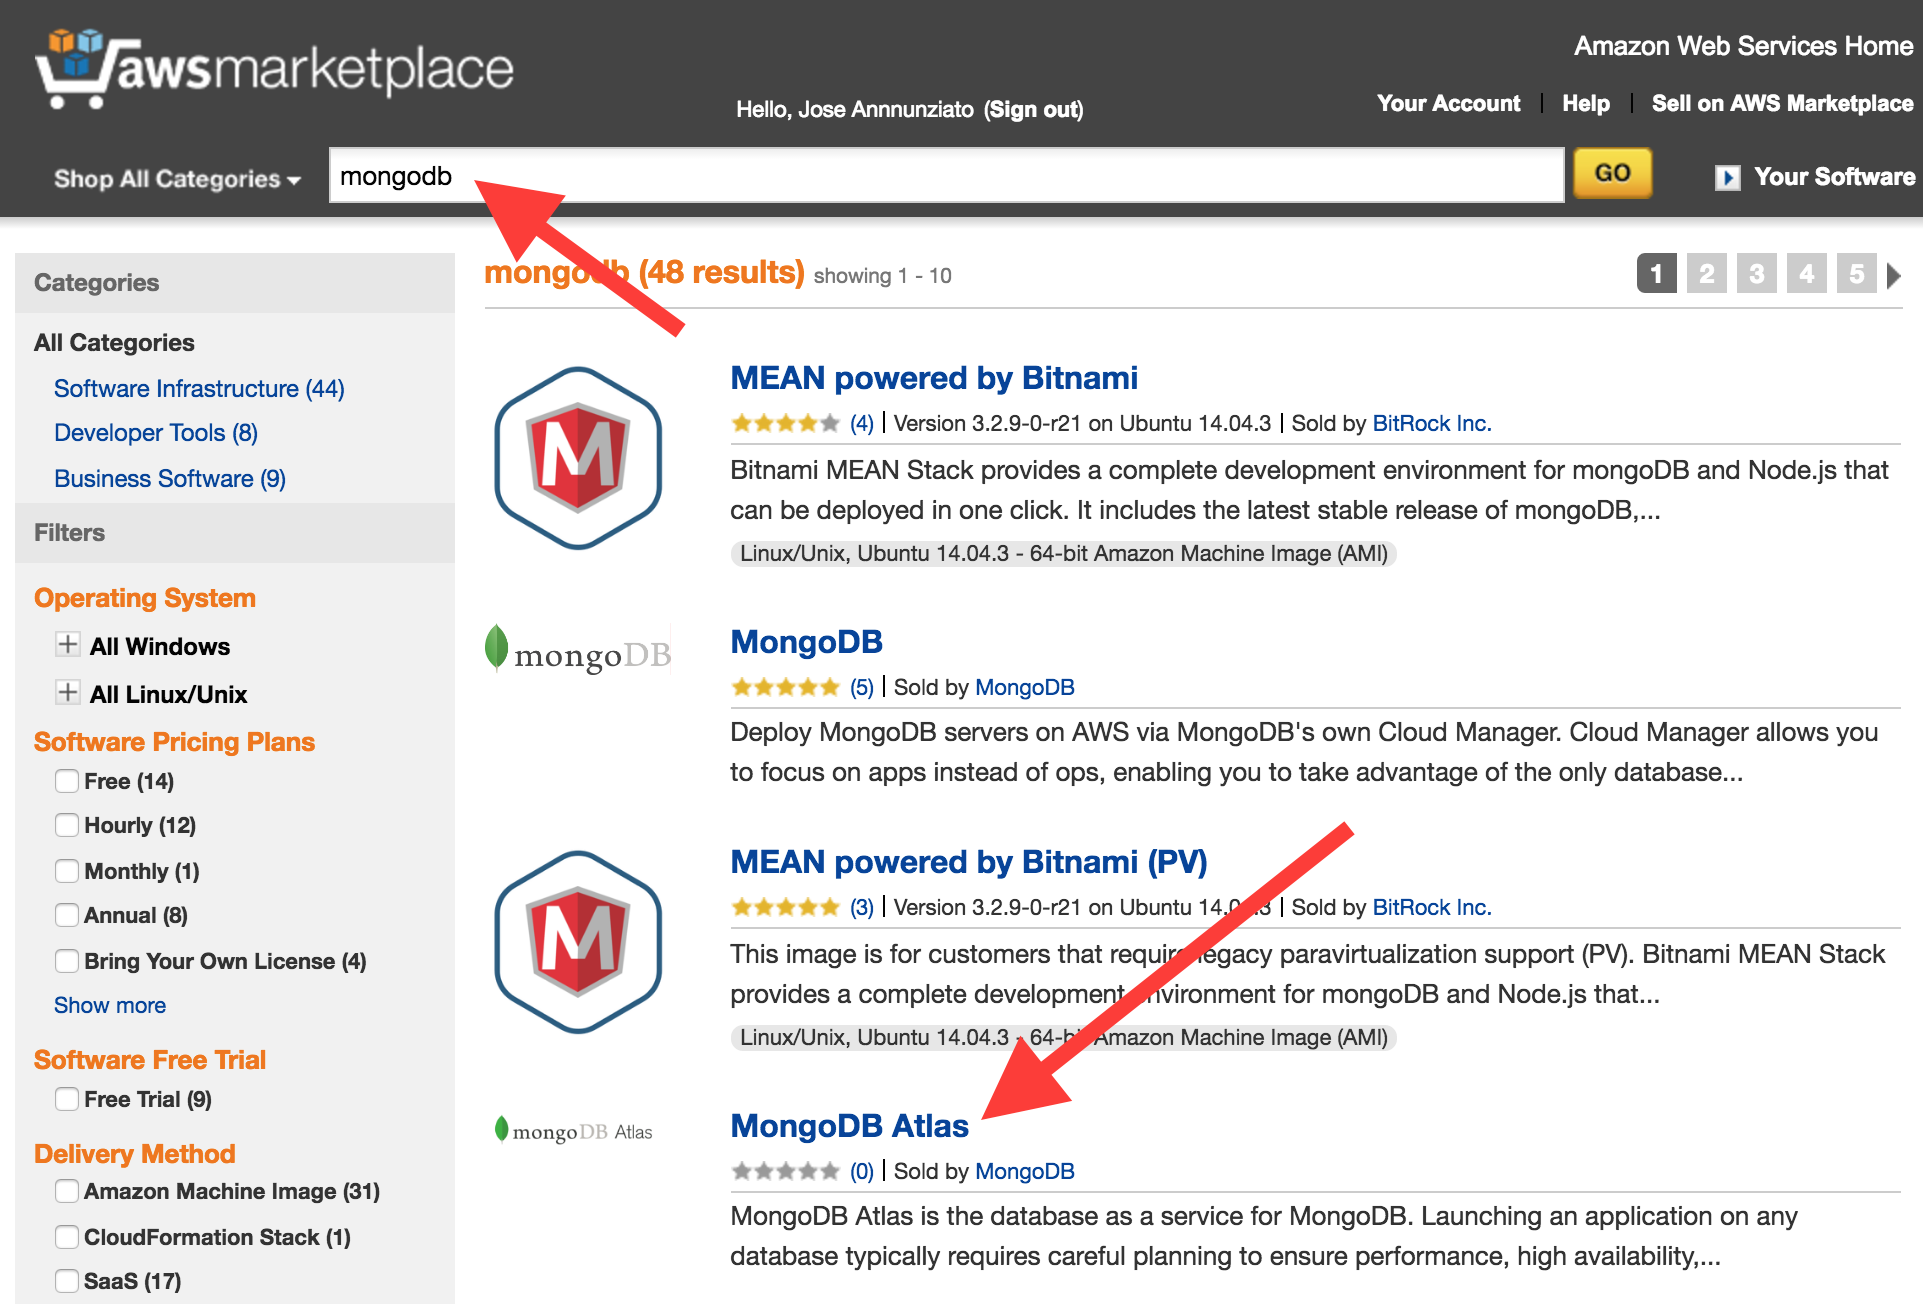 awsmarketplace
Amazon Web Services Home
Hello, Jose Annnunziato (Sign out)
Your Account | Help | Sell on AWS Marketplace
Shop All Categories
mongodb
GO
Your Software
Categories
All Categories
Software Infrastructure (44)
Developer Tools (8)
Business Software (9)
Filters
Operating System
All Windows
All Linux/Unix
Software Pricing Plans
Free (14)
Hourly (12)
Monthly (1)
Annual (8)
Bring Your Own License (4)
Show more
Software Free Trial
Free Trial (9)
Delivery Method
Amazon Machine Image (31)
CloudFormation Stack (1)
SaaS (17)
mongodb (48 results) showing 1 - 10
1 2 3 4 5
M
MEAN powered by Bitnami
(4) | Version 3.2.9-0-r21 on Ubuntu 14.04.3 | Sold by BitRock Inc.
Bitnami MEAN Stack provides a complete development environment for mongoDB and Node.js that
can be deployed in one click. It includes the latest stable release of mongoDB,...
Linux/Unix, Ubuntu 14.04.3 - 64-bit Amazon Machine Image (AMI)
mongoDB
MongoDB
(5) | Sold by MongoDB
Deploy MongoDB servers on AWS via MongoDB's own Cloud Manager. Cloud Manager allows you
to focus on apps instead of ops, enabling you to take advantage of the only database...
M
MEAN powered by Bitnami (PV)
(3) | Version 3.2.9-0-r21 on Ubuntu 14.04.3 | Sold by BitRock Inc.
This image is for customers that require legacy paravirtualization support (PV). Bitnami MEAN Stack
provides a complete development environment for mongoDB and Node.js that...
Linux/Unix, Ubuntu 14.04.3 - 64-bit Amazon Machine Image (AMI)
mongoDB Atlas
MongoDB Atlas
(0) | Sold by MongoDB
MongoDB Atlas is the database as a service for MongoDB. Launching an application on any
database typically requires careful planning to ensure performance, high availability,...